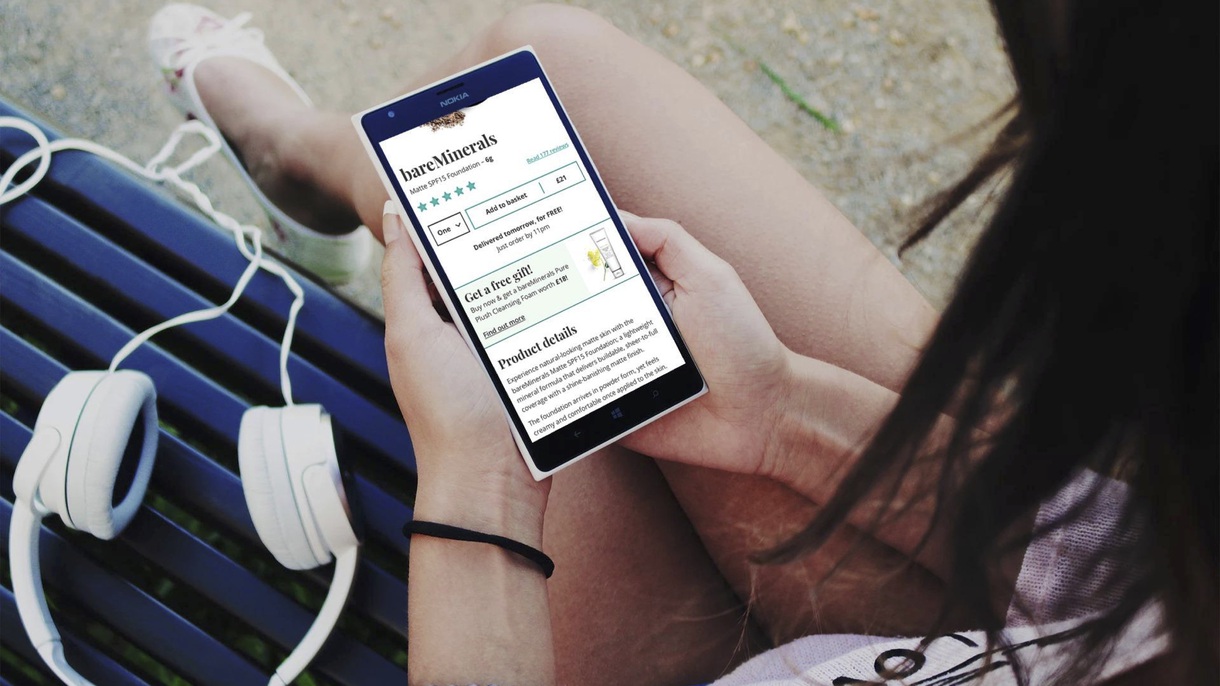 NOKIA
bareMinerals
Matte SPF15 Foundation – 6g
Read 177 reviews
One
Add to basket
£21
Delivered tomorrow, for FREE!
Just order by 11pm
Get a free gift!
Buy now & get a bareMinerals Pure
Plush Cleansing Foam worth £18!
Find out more
Product details
Experience natural-looking matte skin with the
bareMinerals Matte SPF15 Foundation; a lightweight
mineral formula that delivers buildable, sheer-to-full
coverage with a shine-banishing matte finish.
The foundation arrives in powder form, yet feels
creamy and comfortable once applied to the skin.